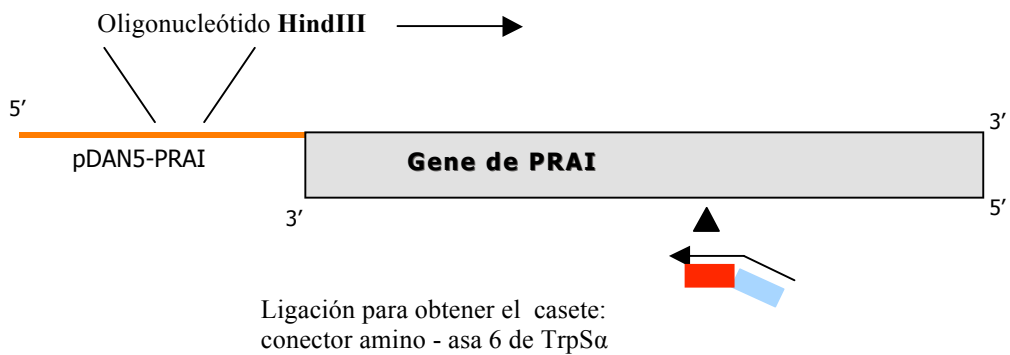 Oligonucleótido HindIII
5'
3'
pDAN5-PRAI
Gene de PRAI
3'
5'
Ligación para obtener el casete:
conector amino - asa 6 de TrpSα